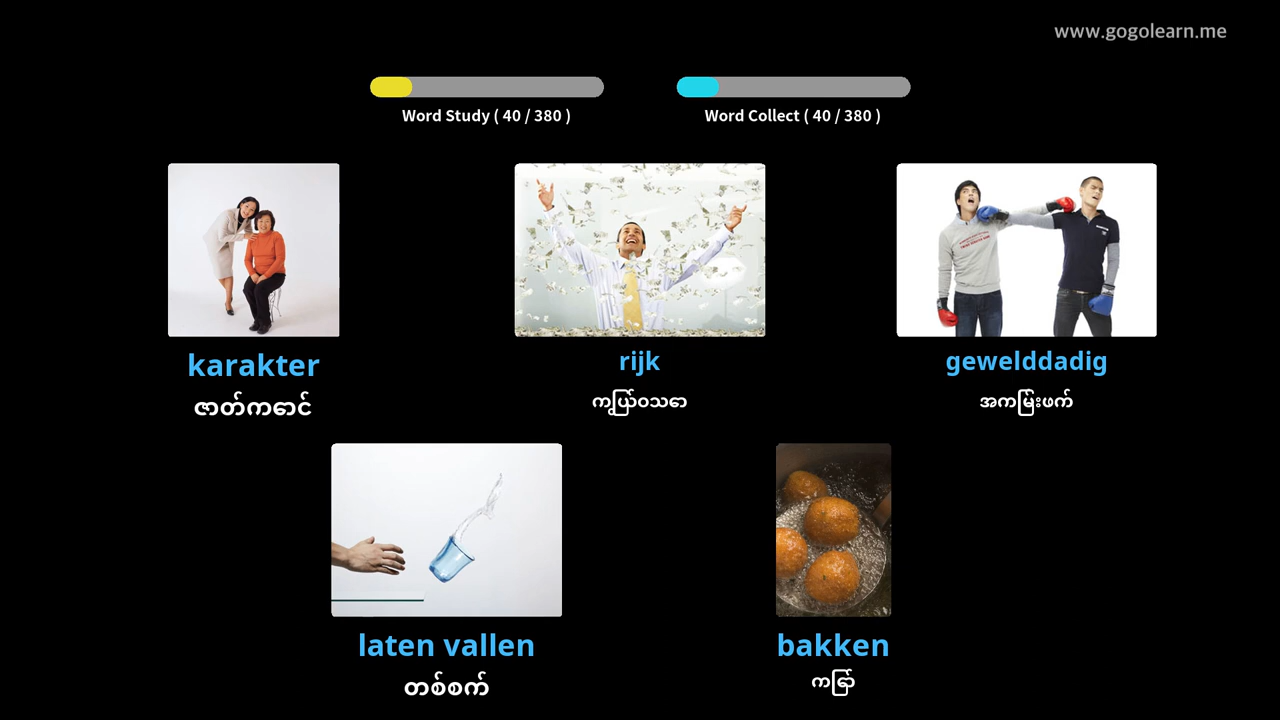 www.gogolearn.me
Word Study ( 40 / 380 )
Word Collect ( 40 / 380 )
karakter
ဇာတ်ကောင်
rijk
ကြွယ်ဝသော
gewelddadig
အကြမ်းဖက်
laten vallen
တစ်စက်
bakken
ကြော်